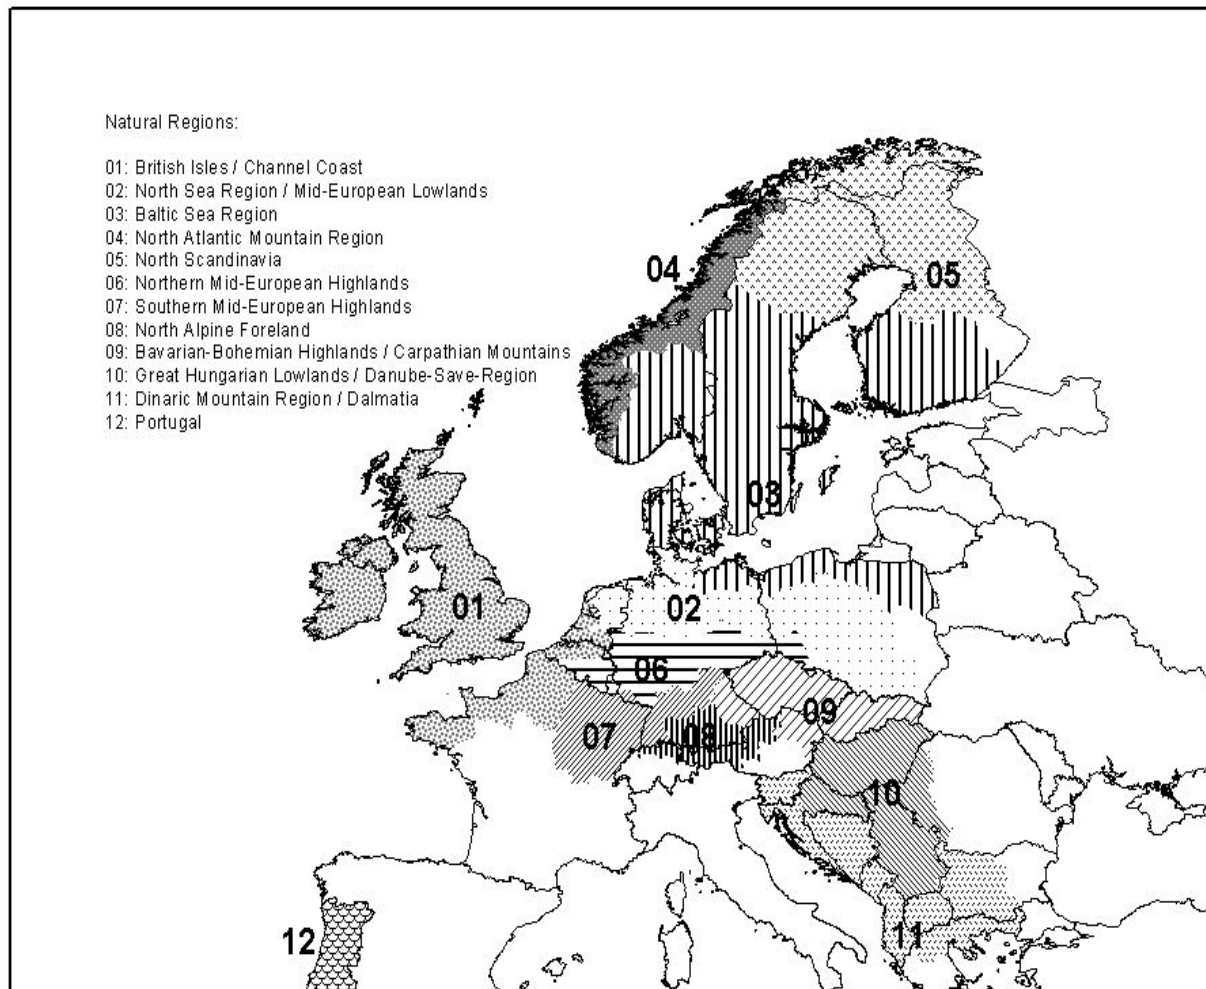 Natural Regions:
01: British Isles / Channel Coast
02: North Sea Region / Mid-European Lowlands
03: Baltic Sea Region
04: North Atlantic Mountain Region
05: North Scandinavia
06: Northern Mid-European Highlands
07: Southern Mid-European Highlands
08: North Alpine Foreland
09: Bavarian-Bohemian Highlands / Carpathian Mountains
10: Great Hungarian Lowlands / Danube-Save-Region
11: Dinaric Mountain Region / Dalmatia
12: Portugal
04
05
03
01
02
06
09
07
08
10
11
12